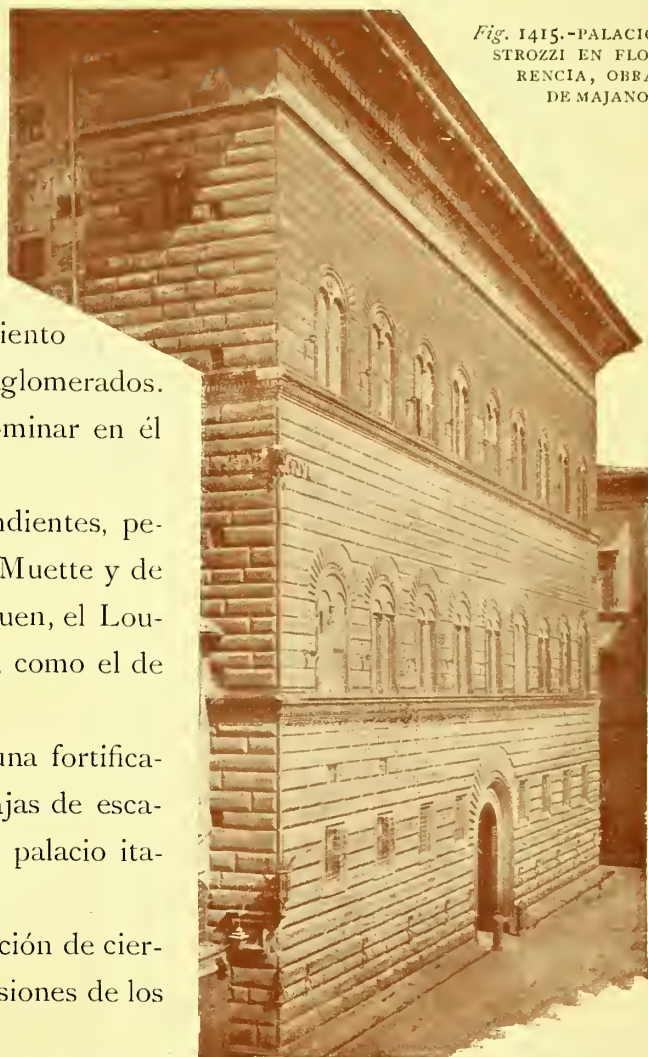 Fig. 1415.-PALACIO
STROZZI EN FLO-
RENCIA, OBRA
DE MAJANO
iento
glomerados.
minar en él
ndientes, pe-
Muette y de
uen, el Lou-
, como el de
una fortifica-
ijas de esca-
palacio ita-
ción de cier-
siones de los